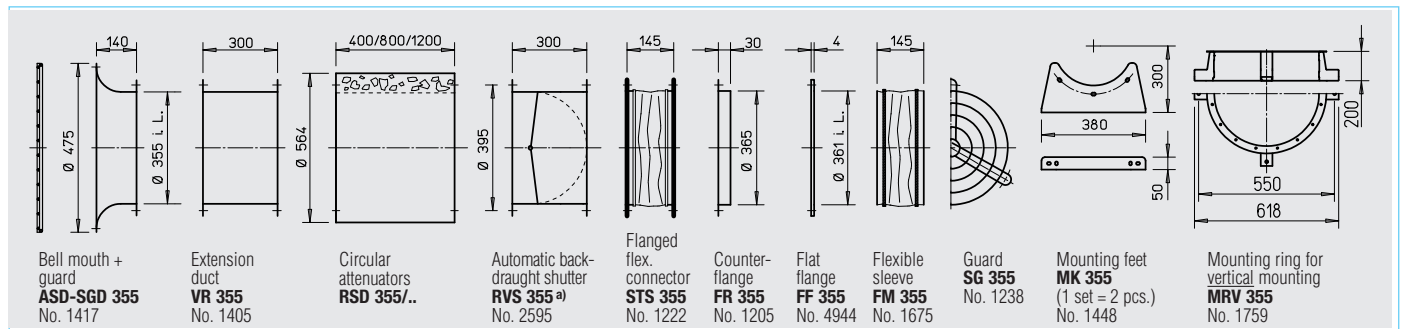 140
300
400/800/1200
300
145
30
4
145
300
200
Ø 475
Ø 355 i L.
Ø 564
Ø 395
Ø 365
Ø 361 i L.
380
50
550
618
Bell mouth +
guard
ASD-SGD 355
No. 1417
Extension
duct
VR 355
No. 1405
Circular
attenuators
RSD 355/..
Automatic back-
draught shutter
RVS 355 a)
No. 2595
Flanged
flex.
connector
STS 355
No. 1222
Counter-
flange
FR 355
No. 1205
Flat
flange
FF 355
No. 4944
Flexible
sleeve
FM 355
No. 1675
Guard
SG 355
No. 1238
Mounting feet
MK 355
(1 set = 2 pcs.)
No. 1448
Mounting ring for
vertical mounting
MRV 355
No. 1759